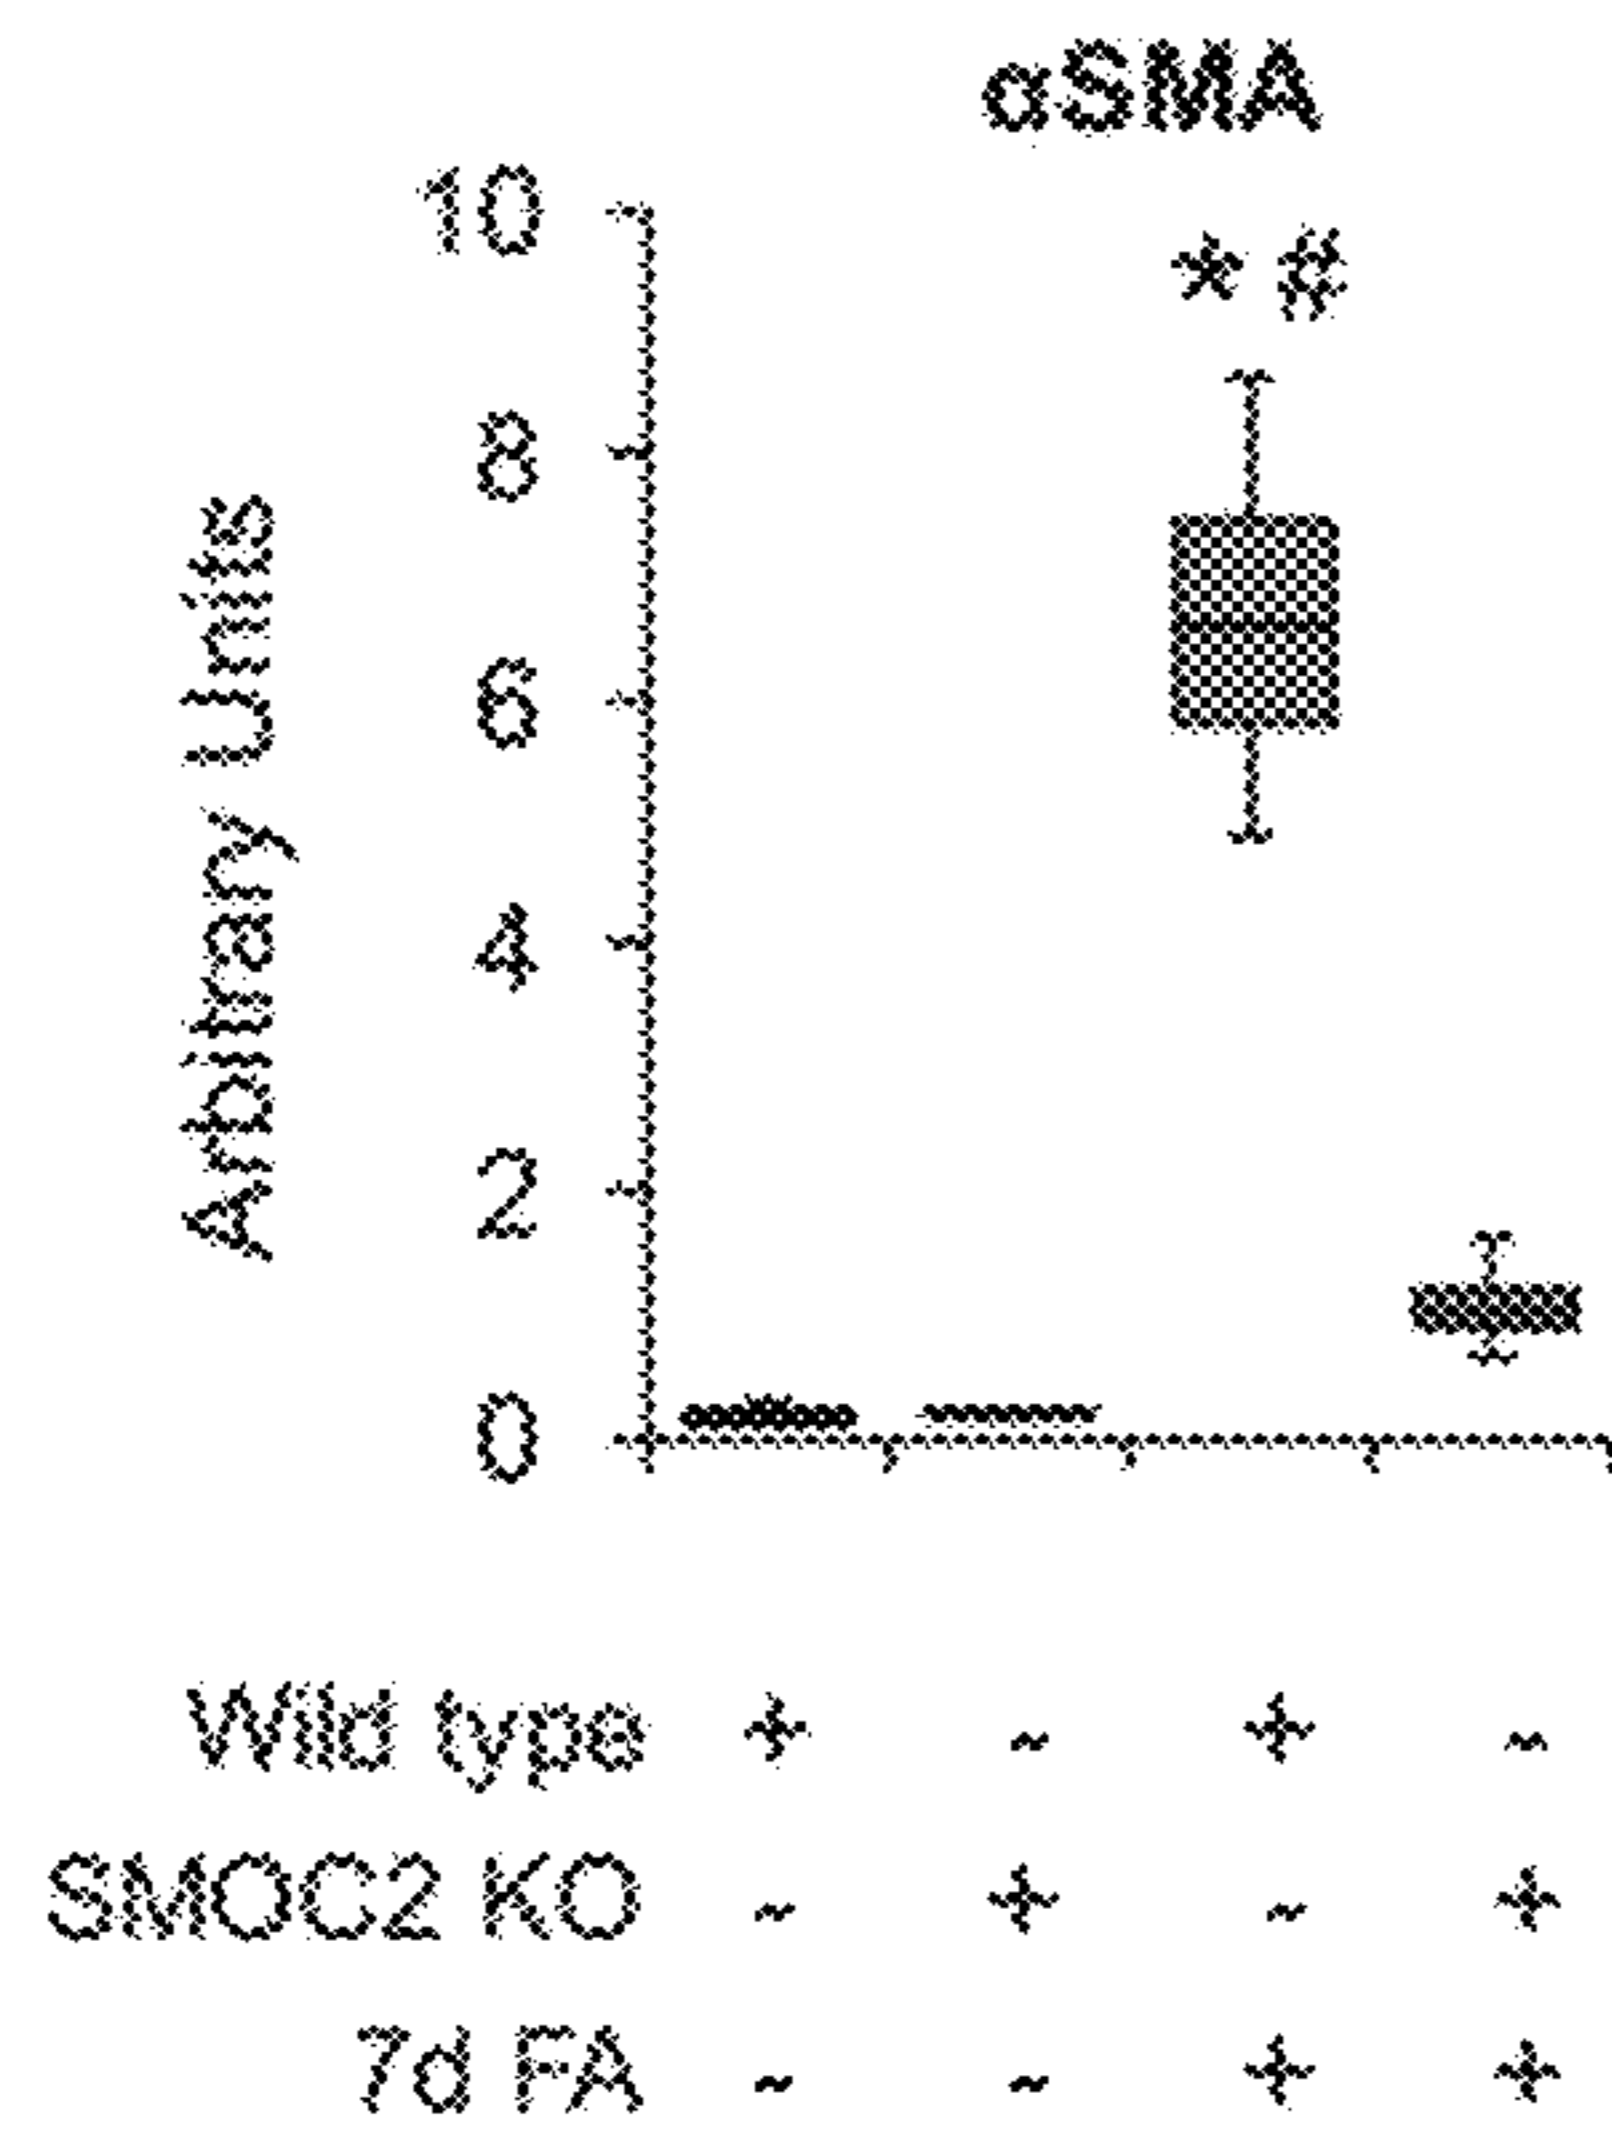 αSMA
10
* #
8
6
4
2
0
Arbitrary Units
Wild type + - + -
SMOC2 KO - + - +
7d FA - - + +